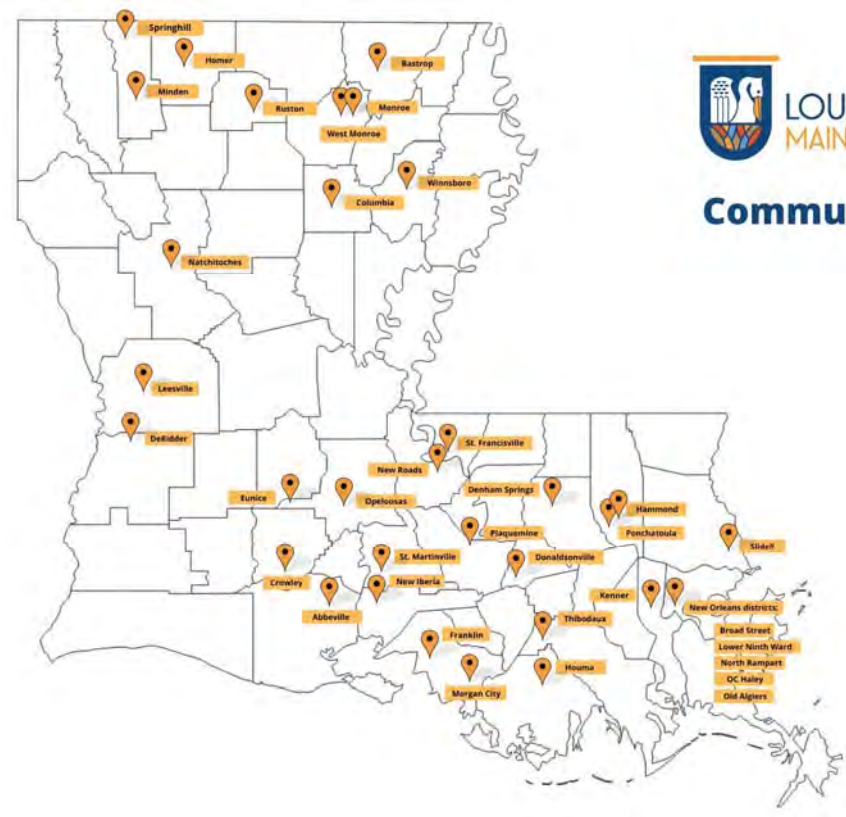 Springhill
Homer
Bastrop
Minden
Ruston
Monroe
West Monroe
Winnsboro
Columbia
Natchitoches
LOU
MAIN
Commu
Leesville
DeRidder
St. Francisville
New Roads
Eunice
Opeloosas
Denham Springs
Hammond
Ponchatoula
Plaquemine
Slidell
St. Martinville
Donaldsonville
Crowley
New Iberia
Abbeville
Kenner
New Orleans districts:
Thibodaux
Franklin
Broad Street
Lower Ninth Ward
North Rampart
OC Haley
Old Algiers
Houma
Morgan City